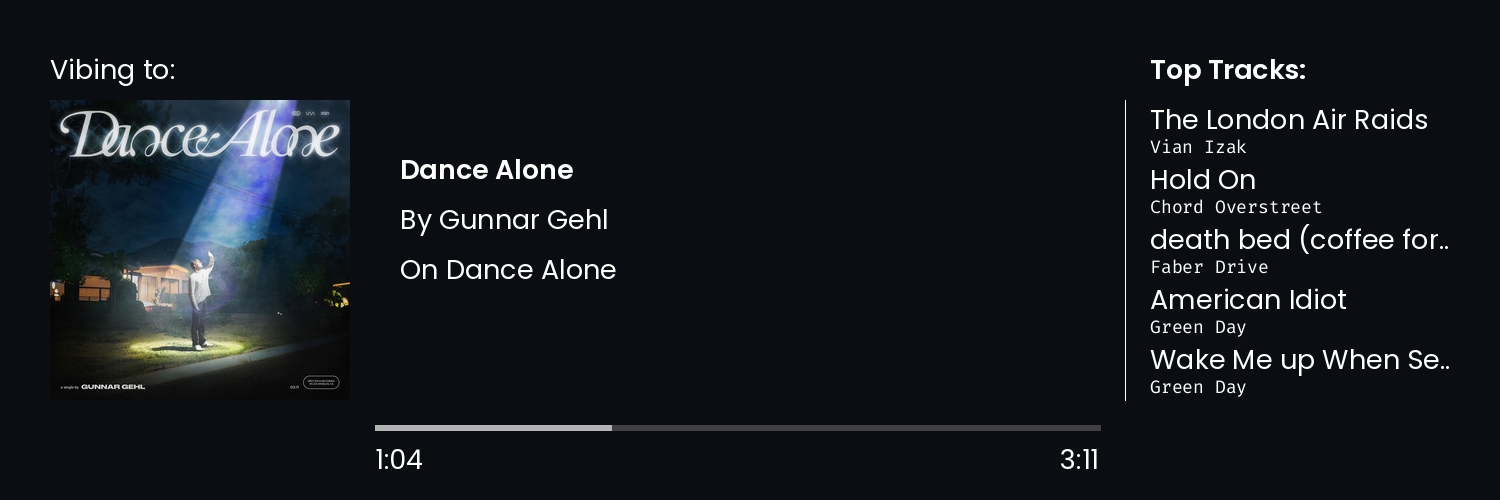 Vibing to:
Dance Alone
a single by GUNNAR GEHL
Dance Alone
By Gunnar Gehl
On Dance Alone
1:04
3:11
Top Tracks:
The London Air Raids
Vian Izak
Hold On
Chord Overstreet
death bed (coffee for..
Faber Drive
American Idiot
Green Day
Wake Me up When Se..
Green Day